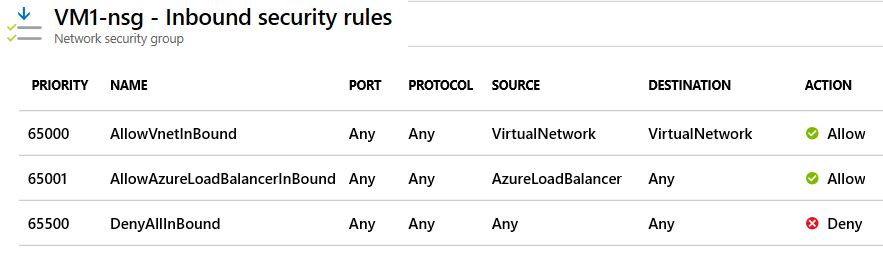 VM1-nsg - Inbound security rules
Network security group
PRIORITY NAME PORT PROTOCOL SOURCE DESTINATION ACTION
65000 AllowVnetInBound Any Any VirtualNetwork VirtualNetwork Allow
65001 AllowAzureLoadBalancerInBound Any Any AzureLoadBalancer Any Allow
65500 DenyAllInBound Any Any Any Any Deny